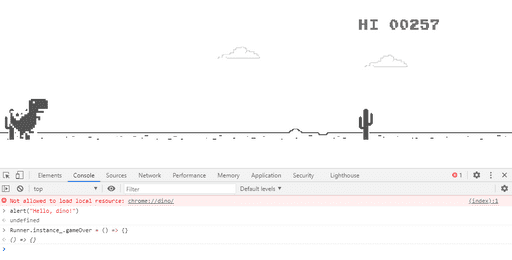 HI 00257
Elements Console Sources Network Performance Memory Application Security Lighthouse 1
top Filter Default levels
Not allowed to load local resource: chrome://dino/ (index):1
alert("Hello, dino!")
undefined
Runner.instance_.gameOver = () => {}
() => {}